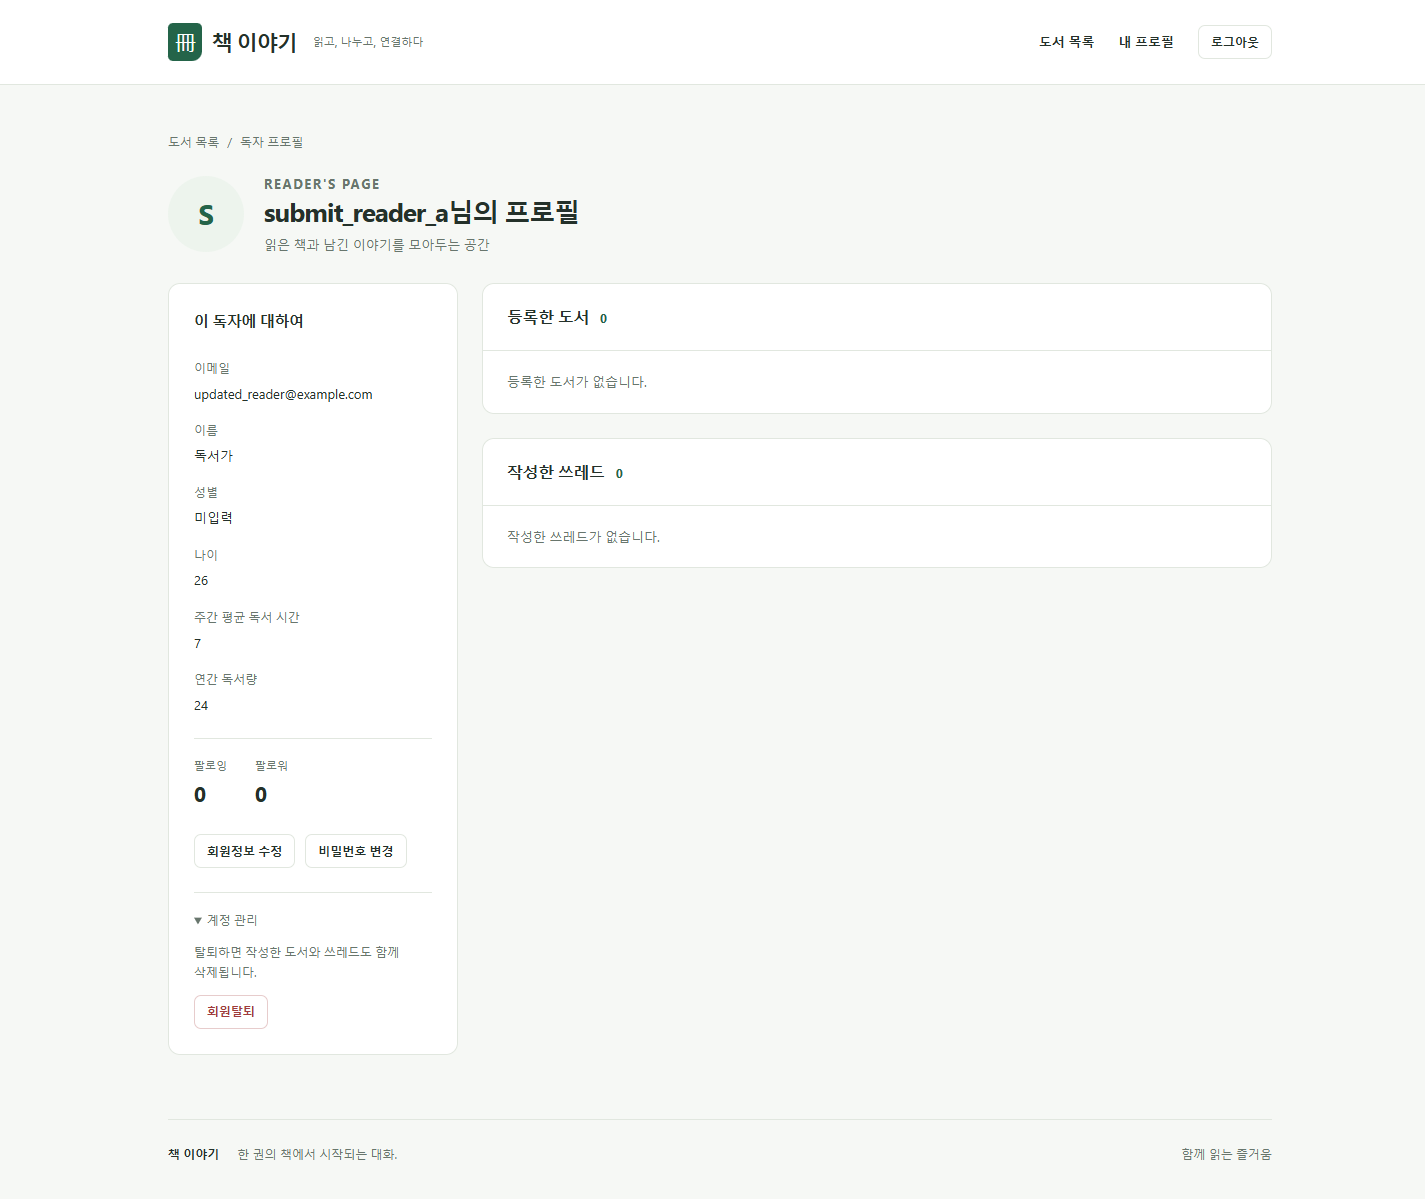 冊 책 이야기 읽고, 나누고, 연결하다 도서 목록 내 프로필 로그아웃
도서 목록 / 독자 프로필
S
READER'S PAGE
submit_reader_a님의 프로필
읽은 책과 남긴 이야기를 모아두는 공간
이 독자에 대하여
이메일
updated_reader@example.com
이름
독서가
성별
미입력
나이
26
주간 평균 독서 시간
7
연간 독서량
24
팔로잉 팔로워
0 0
회원정보 수정 비밀번호 변경
▼ 계정 관리
탈퇴하면 작성한 도서와 쓰레드도 함께
삭제됩니다.
회원탈퇴
등록한 도서 0
등록한 도서가 없습니다.
작성한 쓰레드 0
작성한 쓰레드가 없습니다.
책 이야기 한 권의 책에서 시작되는 대화. 함께 읽는 즐거움